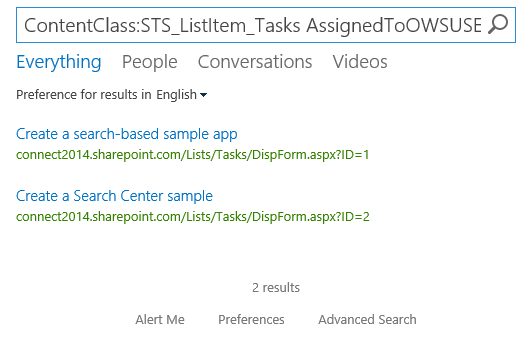 ContentClass:STS_ListItem_Tasks AssignedToOWSUSE
Everything People Conversations Videos
Preference for results in English
Create a search-based sample app
connect2014.sharepoint.com/Lists/Tasks/DispForm.aspx?ID=1
Create a Search Center sample
connect2014.sharepoint.com/Lists/Tasks/DispForm.aspx?ID=2
2 results
Alert Me Preferences Advanced Search